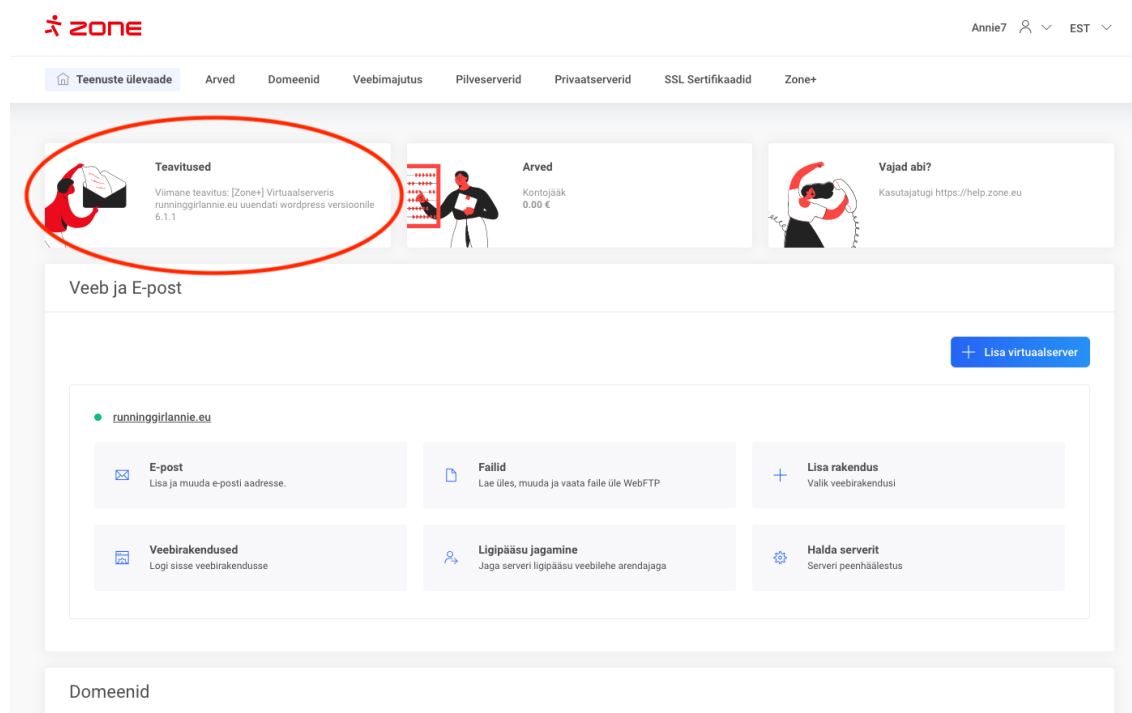 zone
Annie7
EST
Teenuste ülevaade
Arved
Domeenid
Veebimajutus
Pilveserverid
Privaatserverid
SSL Sertifikaadid
Zone+
Teavitused
Viimane teavitus: [Zone+] Virtuaalserveris
runninggirlannie.eu uuendati wordpress versioonile
6.1.1
Arved
Kontojääk
0.00 €
Vajad abi?
Kasutajatugi https://help.zone.eu
Veeb ja E-post
Lisa virtuaalserver
runninggirlannie.eu
E-post
Lisa ja muuda e-posti aadresse.
Failid
Lae üles, muuda ja vaata faile üle WebFTP
Lisa rakendus
Valik veebirakendusi
Veebirakendused
Logi sisse veebirakendusse
Ligipääsu jagamine
Jaga serveri ligipääsu veebilehe arendajaga
Halda serverit
Serveri peenhäälestus
Domeenid